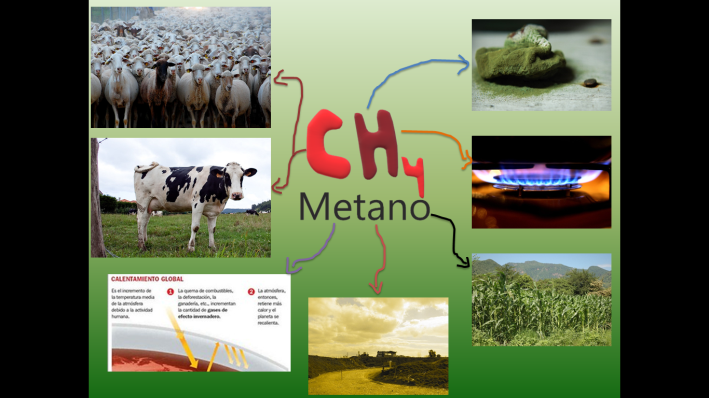 CH4
Metano
CALENTAMIENTO GLOBAL
Es el incremento de
la temperatura media
de la atmósfera
debido a la actividad
humana.
1 La quema de combustibles,
la deforestación, la
ganadería, etc., incrementan
la cantidad de gases de
efecto invernadero.
2 La atmósfera,
entonces,
retiene más
calor y el
planeta se
recalienta.